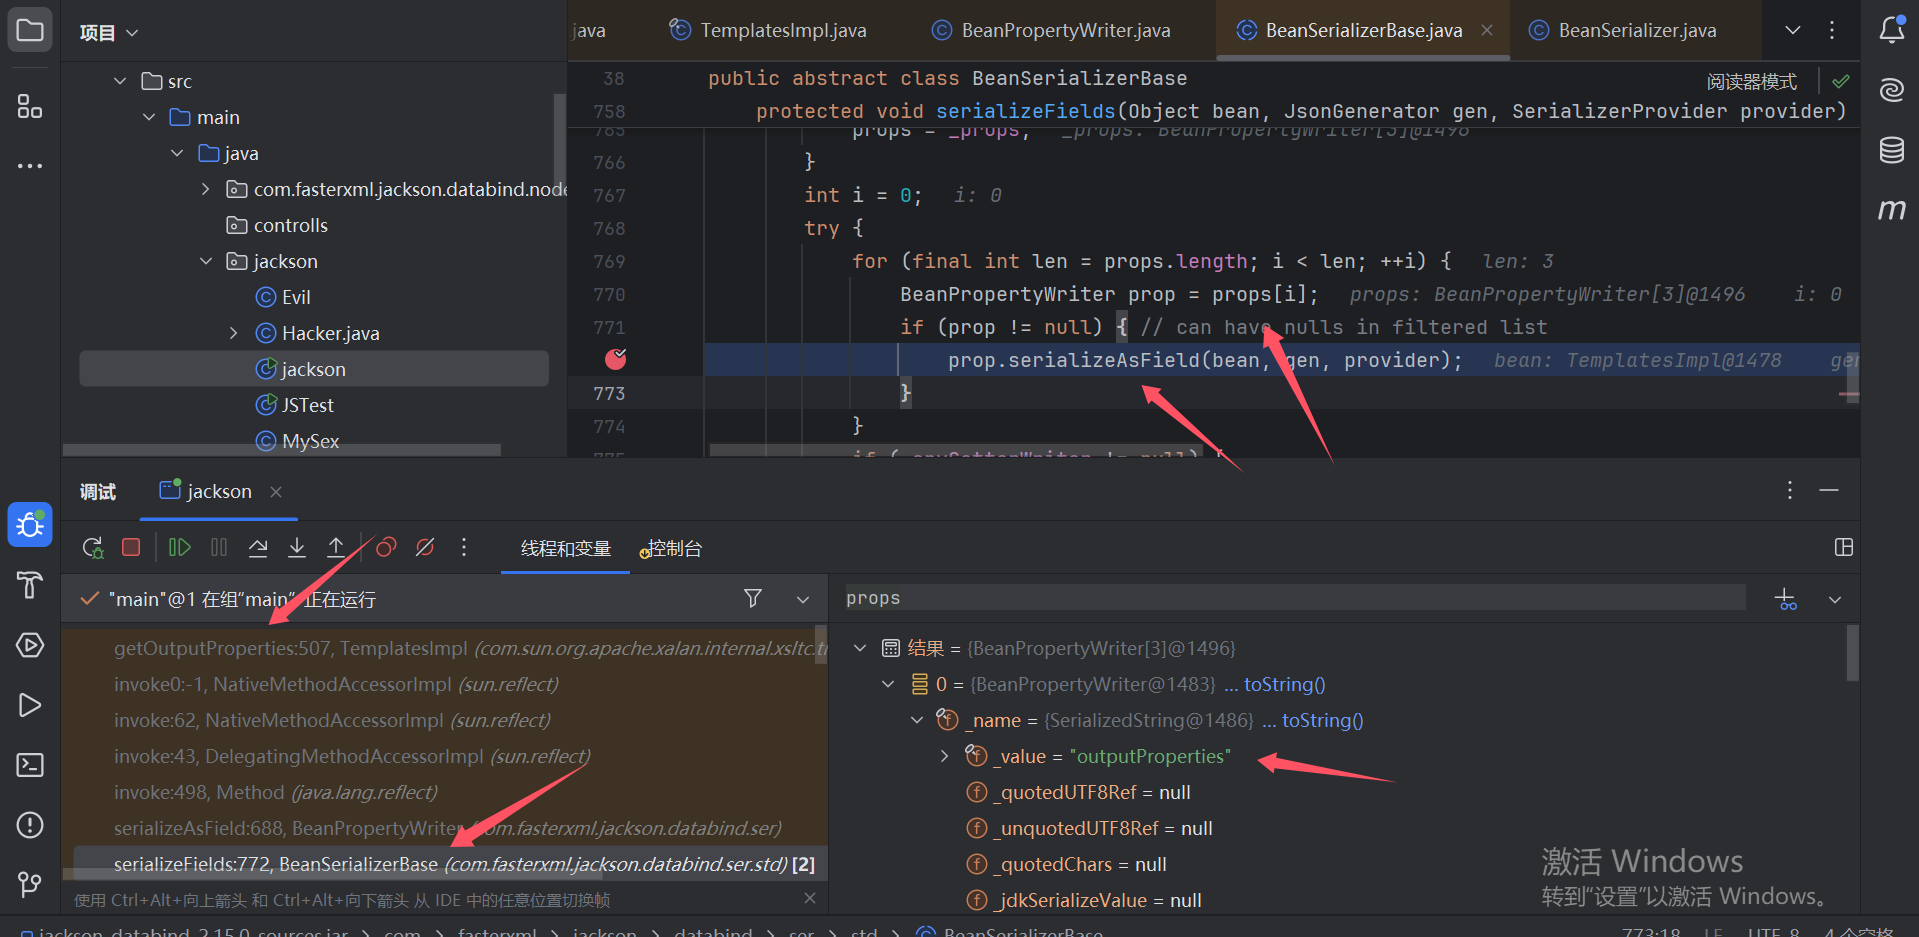 项目
src
main
java
com.fasterxml.jackson.databind.node
controlls
jackson
Evil
Hacker.java
jackson
JSTest
MySex
java
TemplatesImpl.java
BeanPropertyWriter.java
BeanSerializerBase.java
BeanSerializer.java
阅读器模式
38 public abstract class BeanSerializerBase
758 protected void serializeFields(Object bean, JsonGenerator gen, SerializerProvider provider)
765 props = _props; _props: BeanPropertyWriter[3]@1496
766 }
767 int i = 0; i: 0
768 try {
769 for (final int len = props.length; i < len; ++i) { len: 3
770 BeanPropertyWriter prop = props[i]; props: BeanPropertyWriter[3]@1496 i: 0
771 if (prop != null) { // can have nulls in filtered list
prop.serializeAsField(bean, gen, provider); bean: TemplatesImpl@1478 gen
773 }
774 }
775 if (_anyGetterWriter != null) {
调试
jackson
线程和变量
控制台
"main"@1 在组"main": 正在运行
getOutputProperties:507, TemplatesImpl (com.sun.org.apache.xalan.internal.xsltc.tr
invoke0:-1, NativeMethodAccessorImpl (sun.reflect)
invoke:62, NativeMethodAccessorImpl (sun.reflect)
invoke:43, DelegatingMethodAccessorImpl (sun.reflect)
invoke:498, Method (java.lang.reflect)
serializeAsField:688, BeanPropertyWriter (com.fasterxml.jackson.databind.ser)
serializeFields:772, BeanSerializerBase (com.fasterxml.jackson.databind.ser.std) [2]
使用 Ctrl+Alt+向上箭头 和 Ctrl+Alt+向下箭头 从 IDE 中的任意位置切换帧
props
结果 = {BeanPropertyWriter[3]@1496}
0 = {BeanPropertyWriter@1483} ... toString()
_name = {SerializedString@1486} ... toString()
_value = "outputProperties"
_quotedUTF8Ref = null
_unquotedUTF8Ref = null
_quotedChars = null
_jdkSerializeValue = null
激活 Windows
转到"设置"以激活 Windows。
jackson-databind-2.15.0-sources.jar > com > fasterxml > jackson > databind > ser > std > BeanSerializerBase
773:18 LF UTF-8 4 个空格